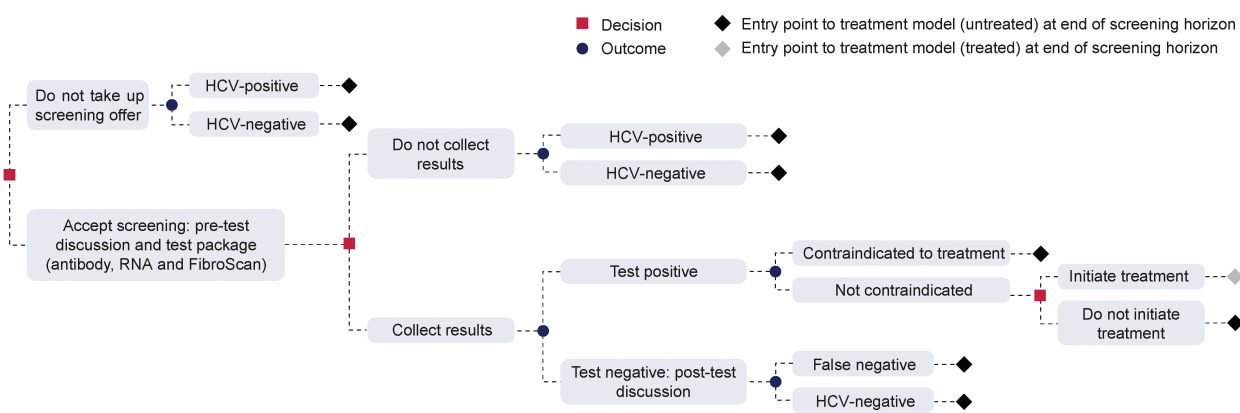 Decision
Entry point to treatment model (untreated) at end of screening horizon
Outcome
Entry point to treatment model (treated) at end of screening horizon
Do not take up
screening offer
HCV-positive
HCV-negative
Accept screening: pre-test
discussion and test package
(antibody, RNA and FibroScan)
Do not collect
results
HCV-positive
HCV-negative
Collect results
Test positive
Contraindicated to treatment
Not contraindicated
Initiate treatment
Do not initiate
treatment
Test negative: post-test
discussion
False negative
HCV-negative